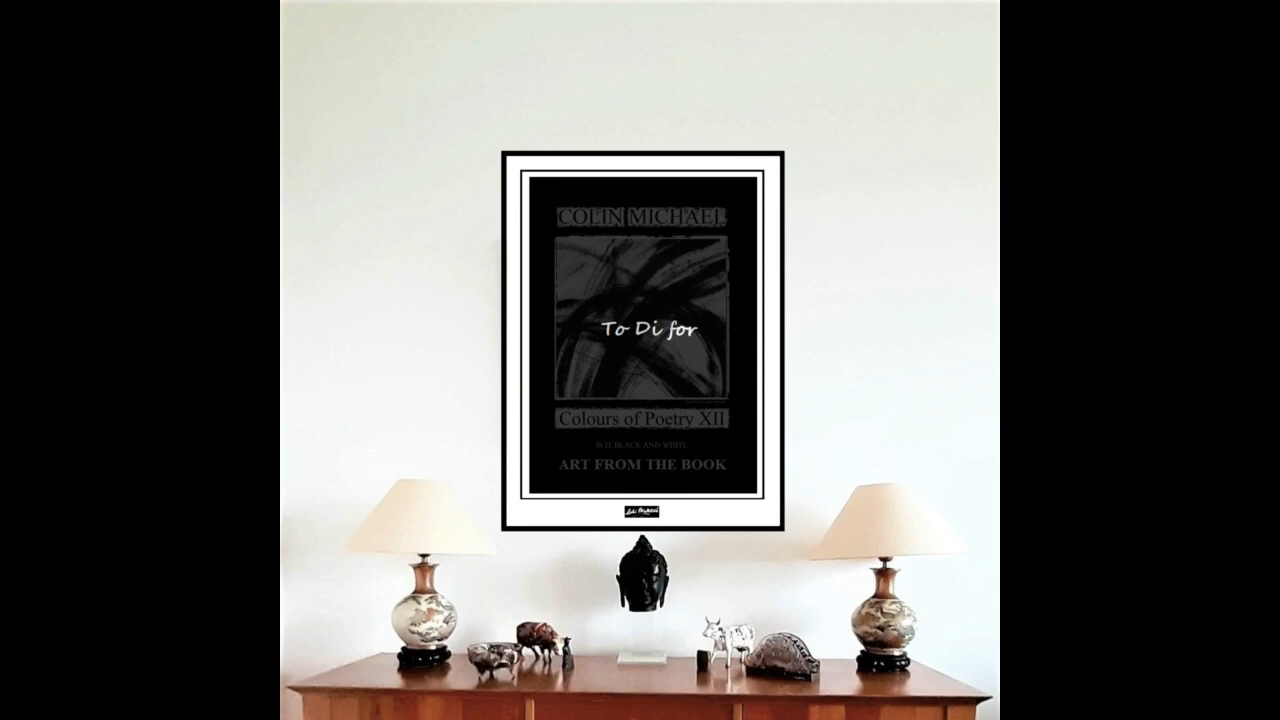 COLIN MICHAEL
To Di for
Colours of Poetry XII
IS IT BLACK AND WHITE
ART FROM THE BOOK